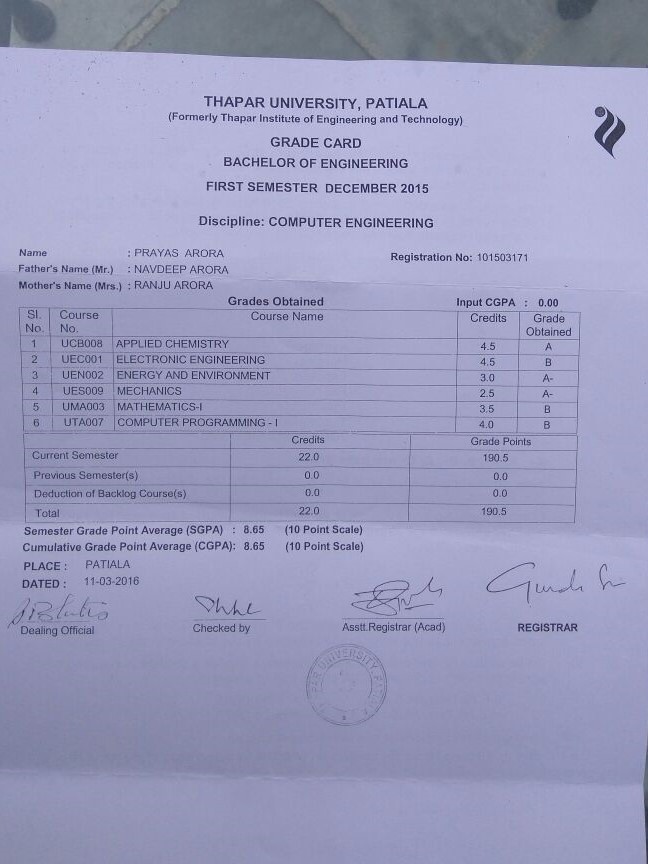 THAPAR UNIVERSITY, PATIALA
(Formerly Thapar Institute of Engineering and Technology)
GRADE CARD
BACHELOR OF ENGINEERING
FIRST SEMESTER DECEMBER 2015
Discipline: COMPUTER ENGINEERING
Name : PRAYAS ARORA Registration No: 101503171
Father's Name (Mr.) : NAVDEEP ARORA
Mother's Name (Mrs.) : RANJU ARORA
Grades Obtained Input CGPA : 0.00
Sl. No. Course No. Course Name Credits Grade Obtained
1 UCB008 APPLIED CHEMISTRY 4.5 A
2 UEC001 ELECTRONIC ENGINEERING 4.5 B
3 UEN002 ENERGY AND ENVIRONMENT 3.0 A-
4 UES009 MECHANICS 2.5 A-
5 UMA003 MATHEMATICS-I 3.5 B
6 UTA007 COMPUTER PROGRAMMING - I 4.0 B
Credits Grade Points
Current Semester 22.0 190.5
Previous Semester(s) 0.0 0.0
Deduction of Backlog Course(s) 0.0 0.0
Total 22.0 190.5
Semester Grade Point Average (SGPA) : 8.65 (10 Point Scale)
Cumulative Grade Point Average (CGPA): 8.65 (10 Point Scale)
PLACE : PATIALA
DATED : 11-03-2016
Dealing Official Checked by Asstt.Registrar (Acad) REGISTRAR
UNIVERSITY